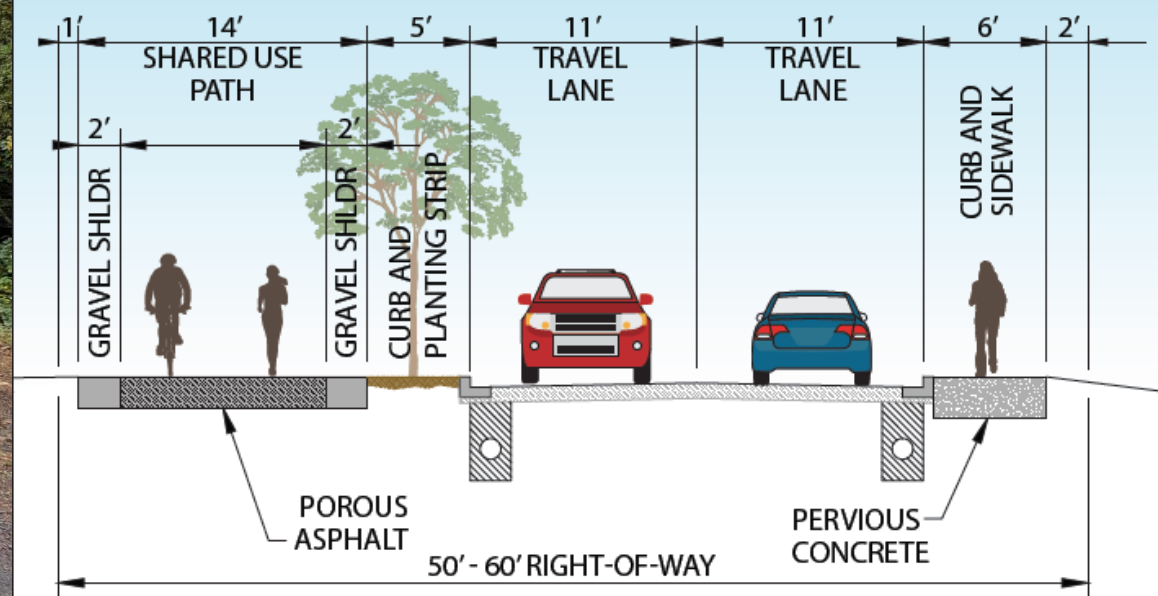 1′
14′
5′
11′
11′
6′
2′
SHARED USE
PATH
TRAVEL
LANE
TRAVEL
LANE
2′
2′
GRAVEL SHLDR
GRAVEL SHLDR
CURB AND
PLANTING STRIP
CURB AND
SIDEWALK
POROUS
ASPHALT
PERVIOUS
CONCRETE
50′ - 60′ RIGHT-OF-WAY